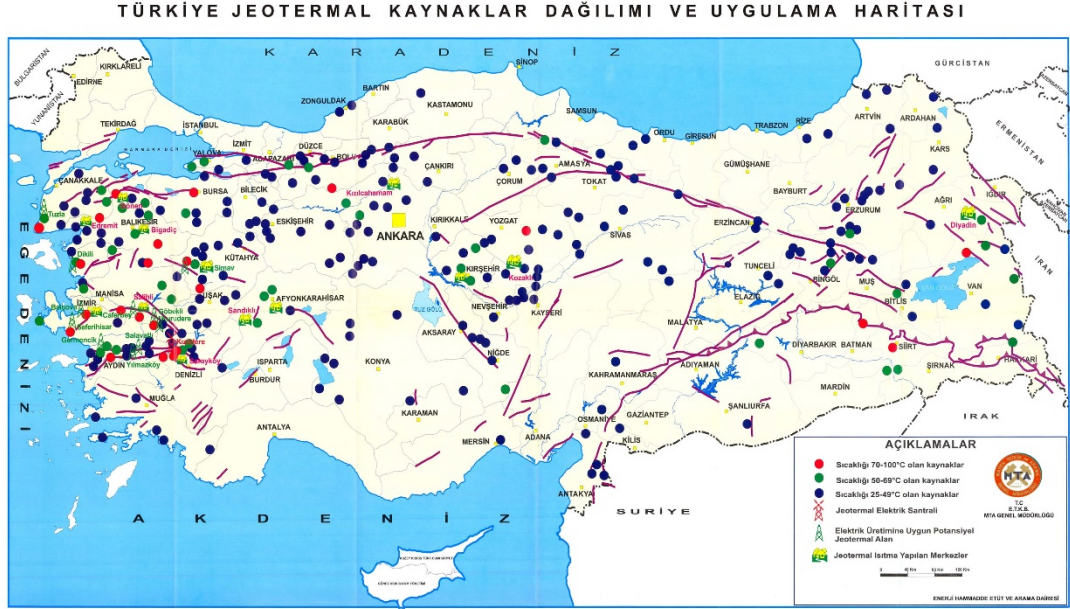 TÜRKİYE JEOTERMAL KAYNAKLAR DAĞILIMI VE UYGULAMA HARİTASI
KARADENİZ
BULGARİSTAN
YUNANİSTAN
GÜRCİSTAN
ERMENİSTAN
İRAN
IRAK
SURİYE
EGE DENİZİ
AKDENİZ
MARMARA DENİZİ
KIRKLARELİ
EDİRNE
TEKİRDAĞ
İSTANBUL
YALOVA
İZMİT
ADAPAZARI
DÜZCE
BOLU
ZONGULDAK
BARTIN
KARABÜK
KASTAMONU
SİNOP
SAMSUN
ORDU
GİRESUN
TRABZON
RİZE
ARTVİN
ARDAHAN
KARS
IĞDIR
AĞRI
Diyadin
ÇANAKKALE
BURSA
BİLECİK
ESKİŞEHİR
Kızılcahamam
ÇANKIRI
ÇORUM
AMASYA
TOKAT
GÜMÜŞHANE
BAYBURT
ERZİNCAN
ERZURUM
Tuzla
Gönen
Edremit
BALIKESİR
Bigadiç
ANKARA
KIRIKKALE
YOZGAT
SİVAS
Dikili
KÜTAHYA
Simav
KIRŞEHİR
Kozaklı
TUNCELİ
BİNGÖL
MUŞ
BİTLİS
VAN
MANİSA
Salihli
UŞAK
AFYONKARAHİSAR
Sandıklı
TUZ GÖLÜ
NEVŞEHİR
KAYSERİ
ELAZIĞ
MALATYA
İZMİR
Balçova
Seferihisar
Germencik
Salavatlı
AYDIN
Yılmazköy
Sarayköy
DENİZLİ
ISPARTA
BURDUR
KONYA
AKSARAY
NİĞDE
KAHRAMANMARAŞ
ADIYAMAN
DİYARBAKIR
BATMAN
SİİRT
ŞIRNAK
HAKKARİ
MARDİN
MUĞLA
ANTALYA
KARAMAN
MERSİN
ADANA
OSMANİYE
GAZİANTEP
KİLİS
ŞANLIURFA
ANTAKYA
AÇIKLAMALAR
Sıcaklığı 70-100°C olan kaynaklar
Sıcaklığı 50-69°C olan kaynaklar
Sıcaklığı 25-49°C olan kaynaklar
Jeotermal Elektrik Santrali
Elektrik Üretimine Uygun Potansiyel
Jeotermal Alan
Jeotermal Isıtma Yapılan Merkezler
MTA
T.C
E.T.K.B.
MTA GENEL MÜDÜRLÜĞÜ
ENERJİ HAMMADDE ETÜT VE ARAMA DAİRESİ